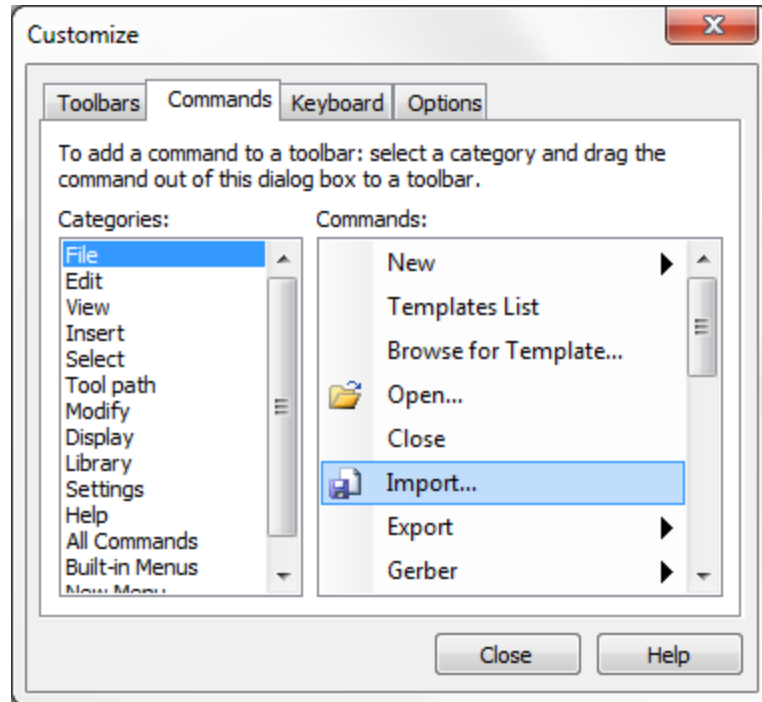 Customize
Toolbars Commands Keyboard Options
To add a command to a toolbar: select a category and drag the
command out of this dialog box to a toolbar.
Categories:
File
Edit
View
Insert
Select
Tool path
Modify
Display
Library
Settings
Help
All Commands
Built-in Menus
New Menu
Commands:
New
Templates List
Browse for Template...
Open...
Close
Import...
Export
Gerber
Close Help